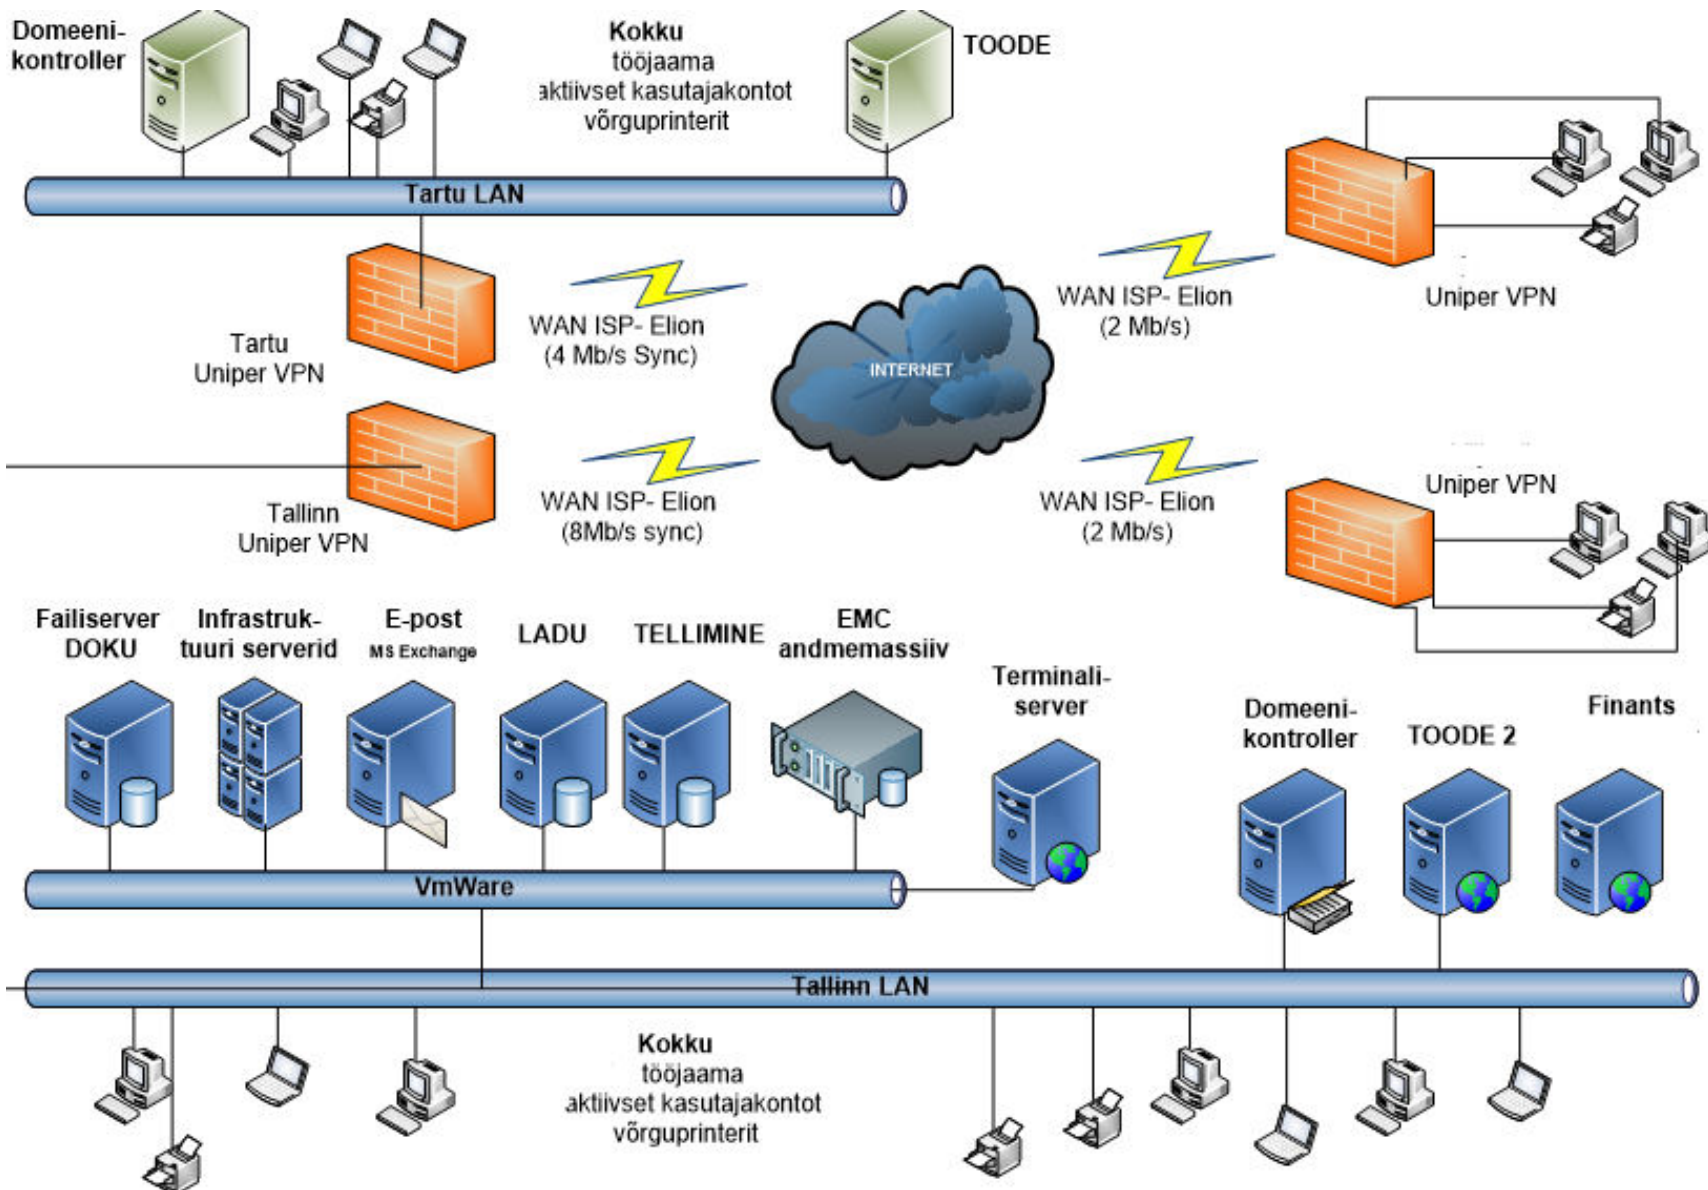 Domeeni-
kontroller
Kokku
tööjaama
aktiivset kasutajakontot
võrguprinterit
TOODE
Tartu LAN
WAN ISP- Elion
(4 Mb/s Sync)
Tartu
Uniper VPN
INTERNET
WAN ISP- Elion
(2 Mb/s)
Uniper VPN
Tallinn
Uniper VPN
WAN ISP- Elion
(8Mb/s sync)
WAN ISP- Elion
(2 Mb/s)
Uniper VPN
Failiserver
DOKU
Infrastruk-
tuuri serverid
E-post
MS Exchange
LADU
TELLIMINE
EMC
andmemassiiv
Terminali-
server
Domeeni-
kontroller
TOODE 2
Finants
VmWare
Tallinn LAN
Kokku
tööjaama
aktiivset kasutajakontot
võrguprinterit